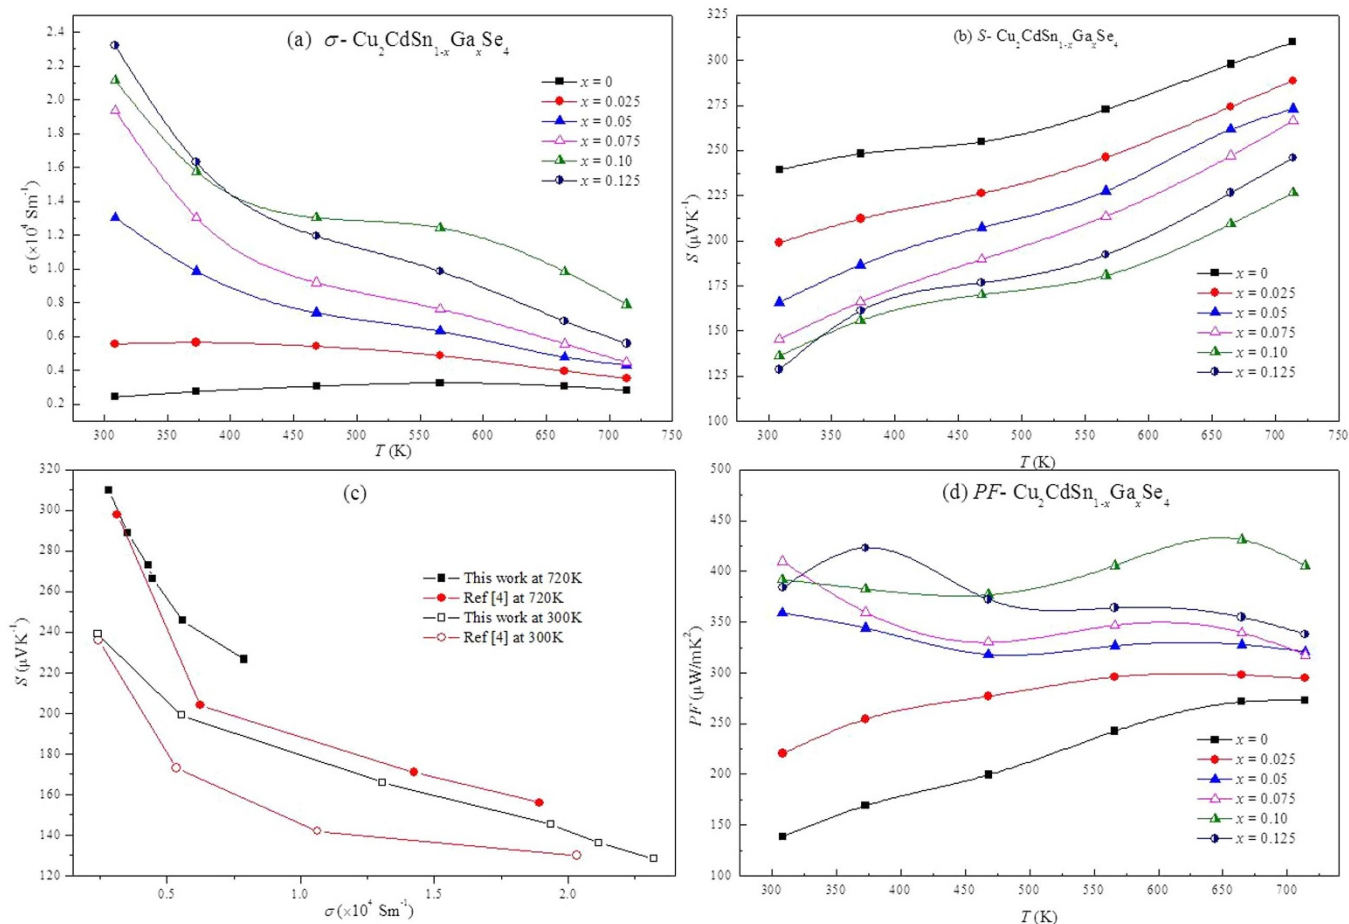 (a) σ- Cu₂CdSn₁₋ₓGaₓSe₄
x = 0
x = 0.025
x = 0.05
x = 0.075
x = 0.10
x = 0.125
2.4
2.2
2.0
1.8
1.6
1.4
1.2
1.0
0.8
0.6
0.4
0.2
σ (×10⁴ Sm⁻¹)
300 350 400 450 500 550 600 650 700 750
T (K)
(b) S- Cu₂CdSn₁₋ₓGaₓSe₄
325
300
275
250
225
200
175
150
125
100
S (μVK⁻¹)
x = 0
x = 0.025
x = 0.05
x = 0.075
x = 0.10
x = 0.125
300 350 400 450 500 550 600 650 700 750
T (K)
(c)
320
300
280
260
240
220
200
180
160
140
120
S (μVK⁻¹)
This work at 720K
Ref [4] at 720K
This work at 300K
Ref [4] at 300K
0.5 1.0 1.5 2.0
σ (×10⁴ Sm⁻¹)
(d) PF- Cu₂CdSn₁₋ₓGaₓSe₄
500
450
400
350
300
250
200
150
100
PF (μW/mK²)
x = 0
x = 0.025
x = 0.05
x = 0.075
x = 0.10
x = 0.125
300 350 400 450 500 550 600 650 700
T (K)